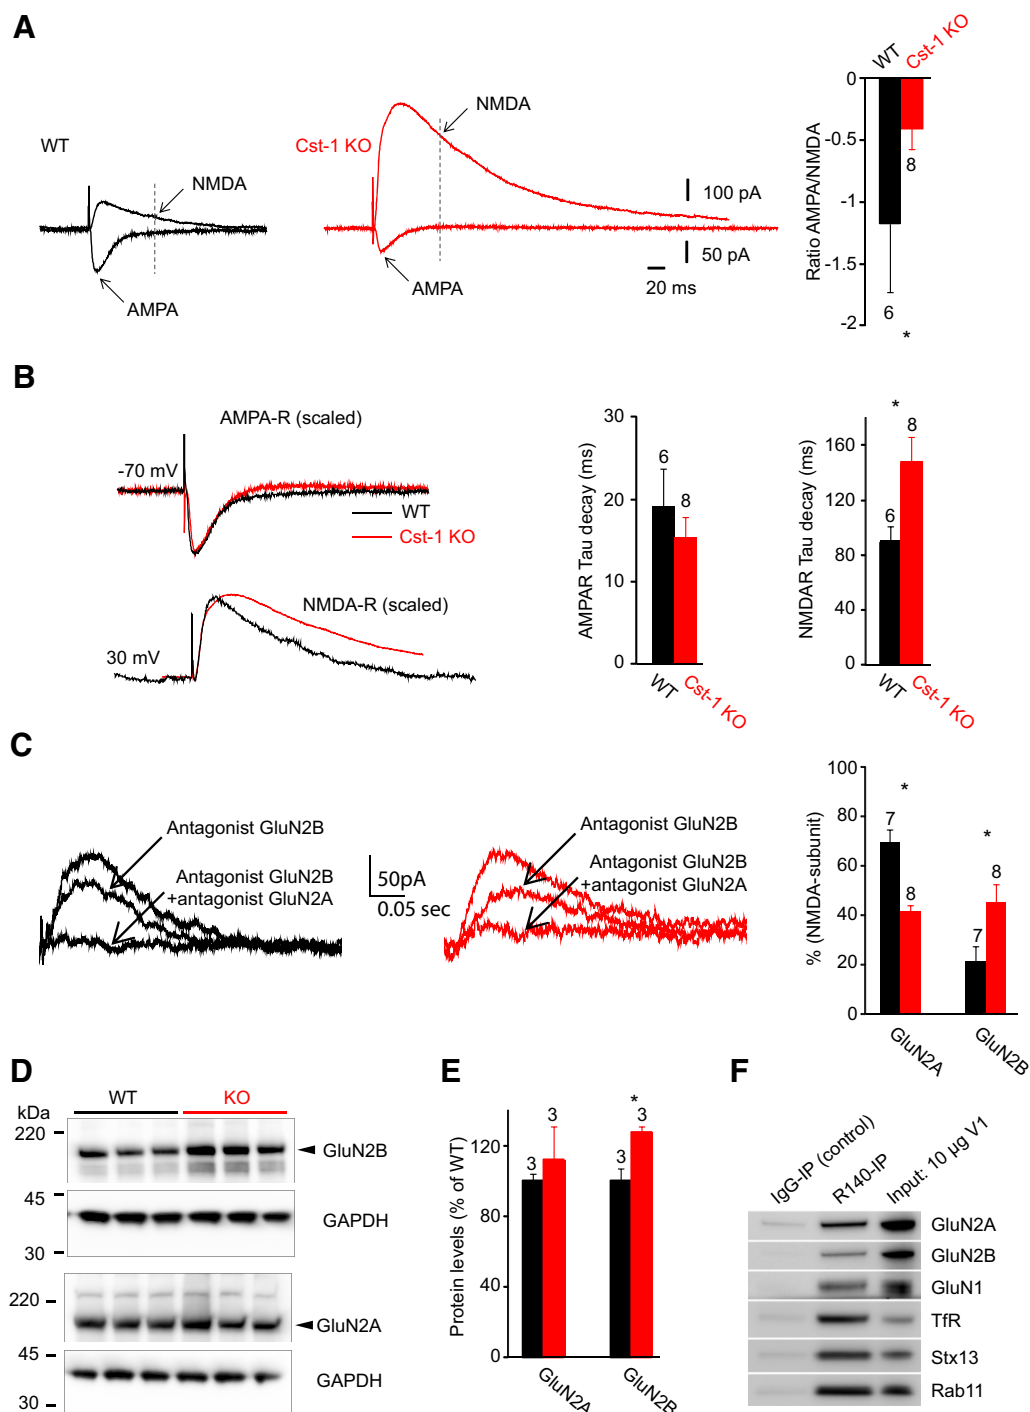 A
WT
NMDA
AMPA
Cst-1 KO
NMDA
AMPA
100 pA
50 pA
20 ms
WT
Cst-1 KO
Ratio AMPA/NMDA
0
-0.5
-1
-1.5
-2
8
6
*
B
AMPA-R (scaled)
-70 mV
WT
Cst-1 KO
NMDA-R (scaled)
30 mV
AMPAR Tau decay (ms)
30
20
10
0
6
8
WT
Cst-1 KO
NMDAR Tau decay (ms)
160
120
80
40
0
*
6
8
WT
Cst-1 KO
C
Antagonist GluN2B
Antagonist GluN2B
+antagonist GluN2A
50pA
0.05 sec
Antagonist GluN2B
Antagonist GluN2B
+antagonist GluN2A
% (NMDA-subunit)
100
80
60
40
20
0
7
*
8
7
*
8
GluN2A
GluN2B
D
WT
KO
kDa
220
GluN2B
45
GAPDH
30
220
GluN2A
45
GAPDH
30
E
Protein levels (% of WT)
120
80
40
0
3
3
3
*
3
GluN2A
GluN2B
F
IgG-IP (control)
R140-IP
Input: 10 µg V1
GluN2A
GluN2B
GluN1
TfR
Stx13
Rab11